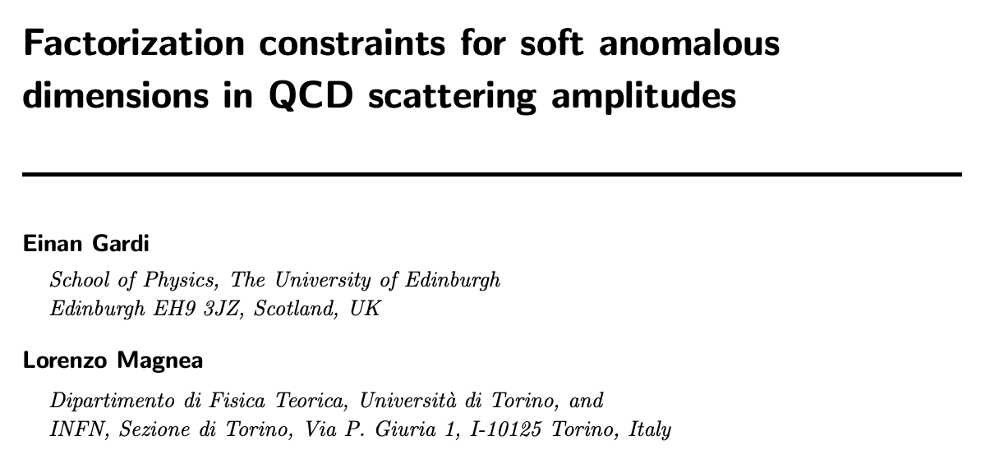 Factorization constraints for soft anomalous
dimensions in QCD scattering amplitudes
Einan Gardi
School of Physics, The University of Edinburgh
Edinburgh EH9 3JZ, Scotland, UK
Lorenzo Magnea
Dipartimento di Fisica Teorica, Università di Torino, and
INFN, Sezione di Torino, Via P. Giuria 1, I-10125 Torino, Italy